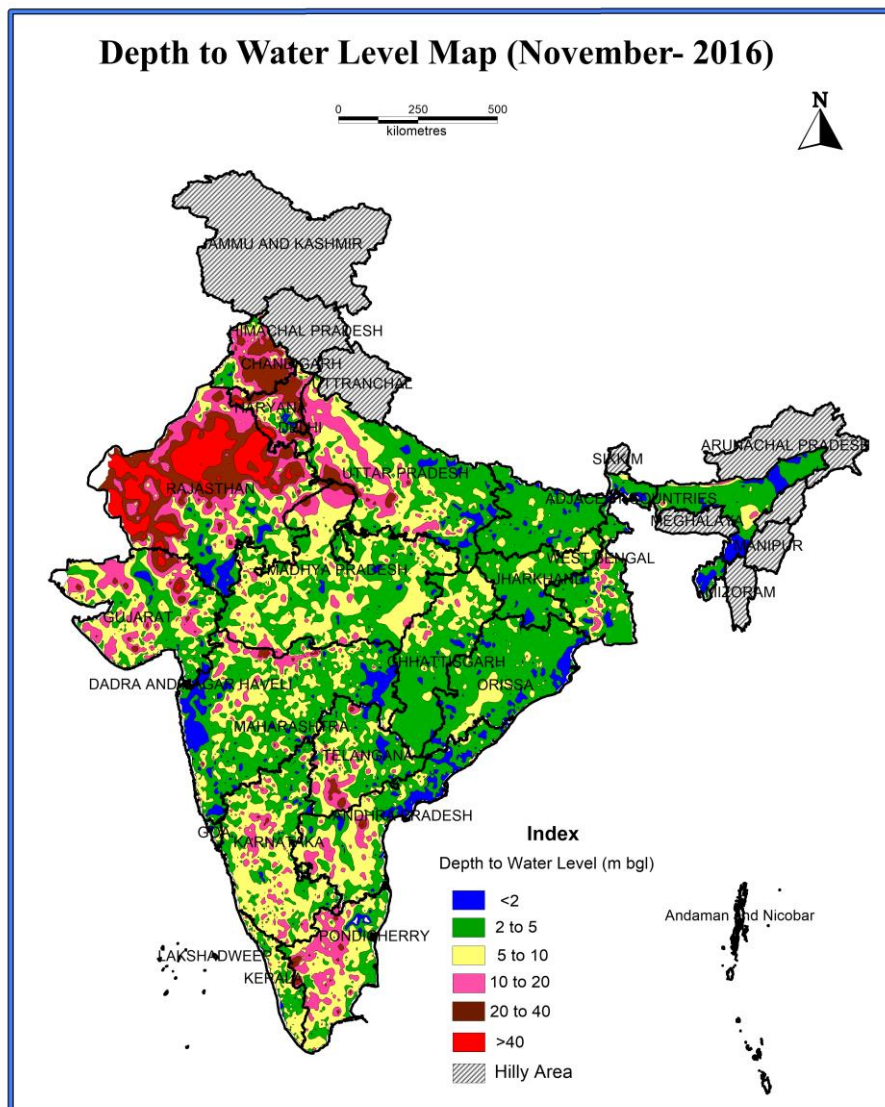 Depth to Water Level Map (November- 2016)
0 250 500
kilometres
N
JAMMU AND KASHMIR
HIMACHAL PRADESH
CHANDIGARH
UTTRANCHAL
HARYANA
DELHI
SIKKIM
ARUNACHAL PRADESH
RAJASTHAN
UTTAR PRADESH
ADJACENT COUNTRIES
MEGHALAYA
MANIPUR
WEST BENGAL
MADHYA PRADESH
JHARKHAND
MIZORAM
GUJARAT
CHHATTISGARH
DADRA AND NAGAR HAVELI
ORISSA
MAHARASHTRA
TELANGANA
ANDHRA PRADESH
GOA
KARNATAKA
PONDICHERRY
LAKSHADWEEP
KERALA
Andaman and Nicobar
Index
Depth to Water Level (m bgl)
<2
2 to 5
5 to 10
10 to 20
20 to 40
>40
Hilly Area